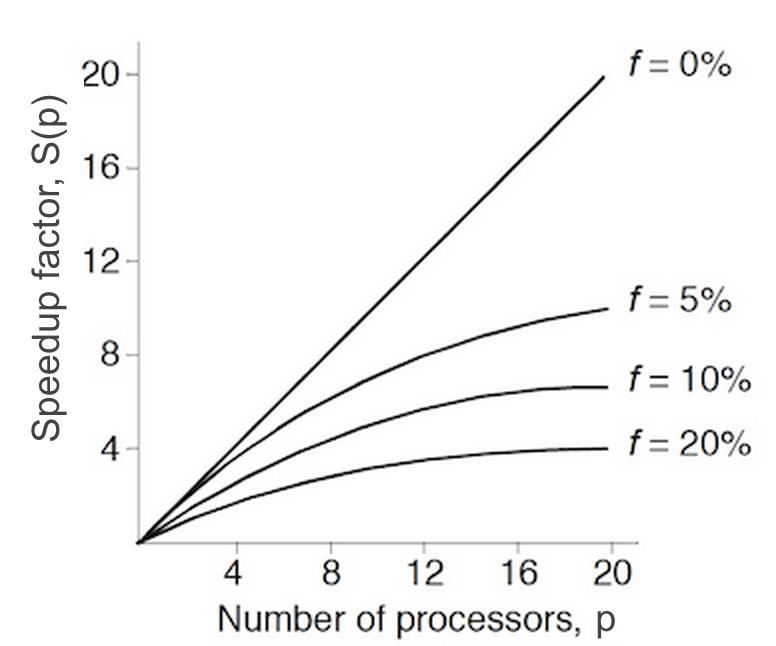 Speedup factor, S(p)
20
16
12
8
4
f = 0%
f = 5%
f = 10%
f = 20%
4 8 12 16 20
Number of processors, p